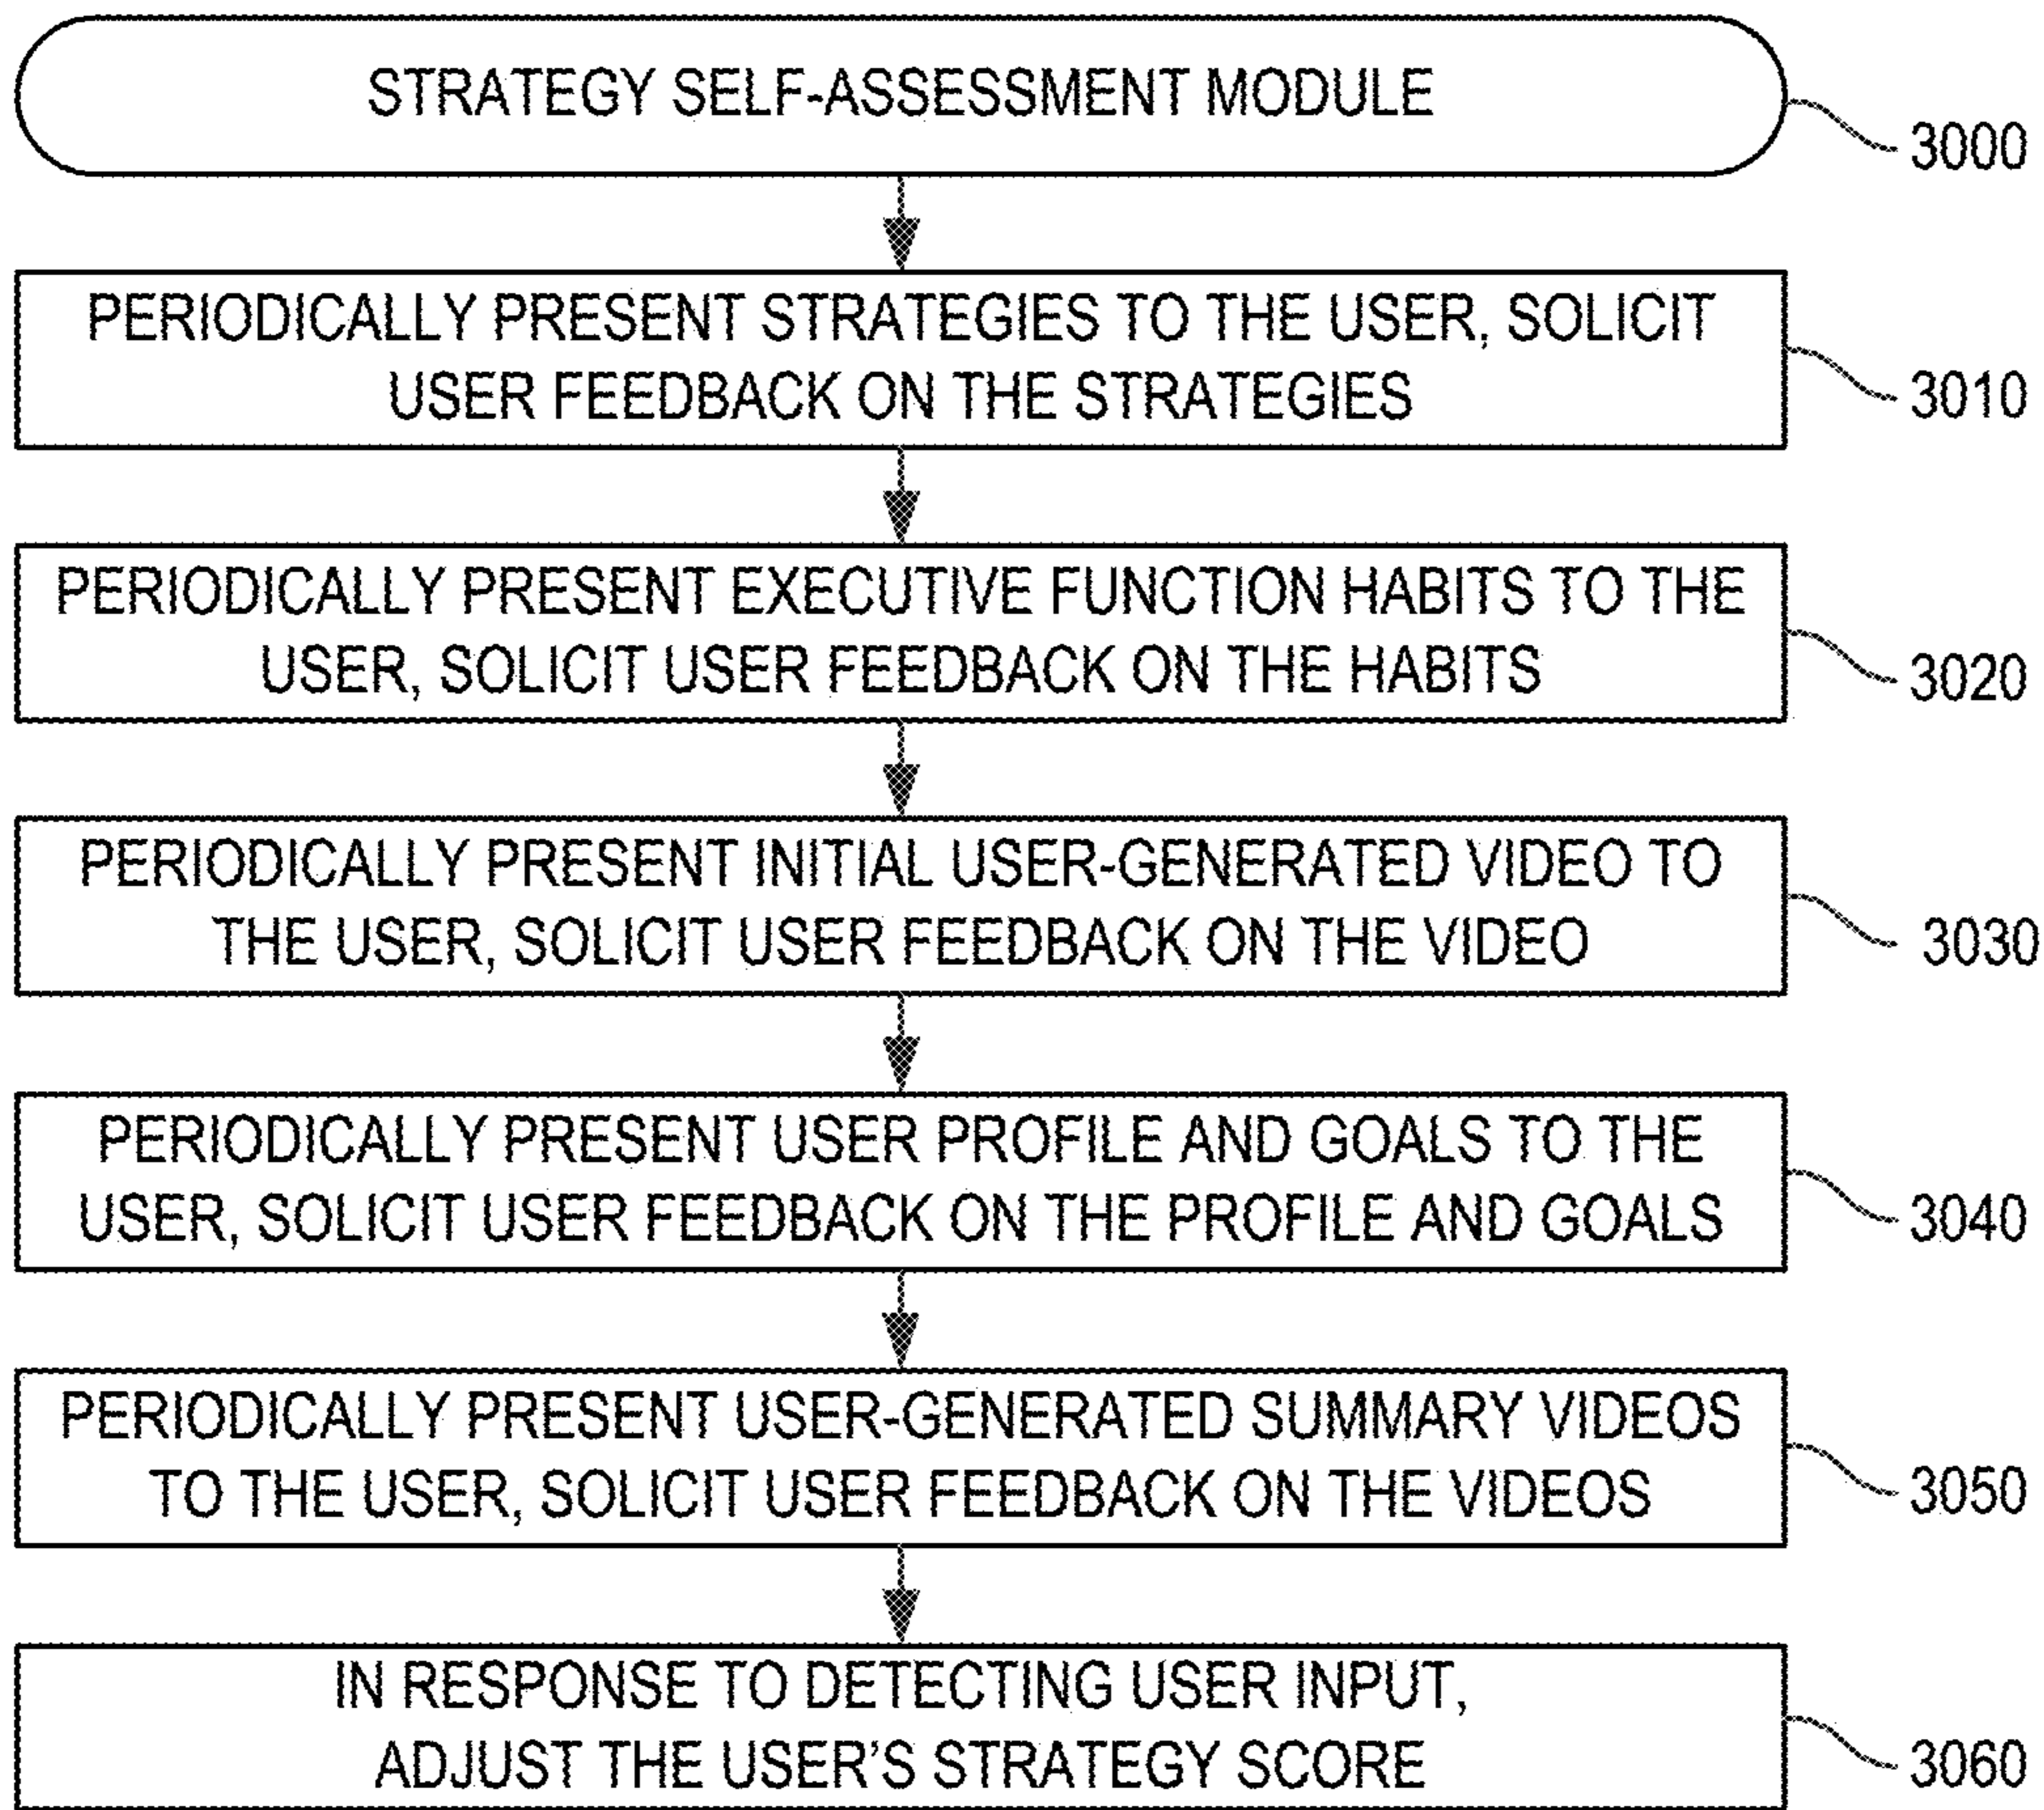 STRATEGY SELF-ASSESSMENT MODULE
3000
PERIODICALLY PRESENT STRATEGIES TO THE USER, SOLICIT
USER FEEDBACK ON THE STRATEGIES
3010
PERIODICALLY PRESENT EXECUTIVE FUNCTION HABITS TO THE
USER, SOLICIT USER FEEDBACK ON THE HABITS
3020
PERIODICALLY PRESENT INITIAL USER-GENERATED VIDEO TO
THE USER, SOLICIT USER FEEDBACK ON THE VIDEO
3030
PERIODICALLY PRESENT USER PROFILE AND GOALS TO THE
USER, SOLICIT USER FEEDBACK ON THE PROFILE AND GOALS
3040
PERIODICALLY PRESENT USER-GENERATED SUMMARY VIDEOS
TO THE USER, SOLICIT USER FEEDBACK ON THE VIDEOS
3050
IN RESPONSE TO DETECTING USER INPUT,
ADJUST THE USER'S STRATEGY SCORE
3060